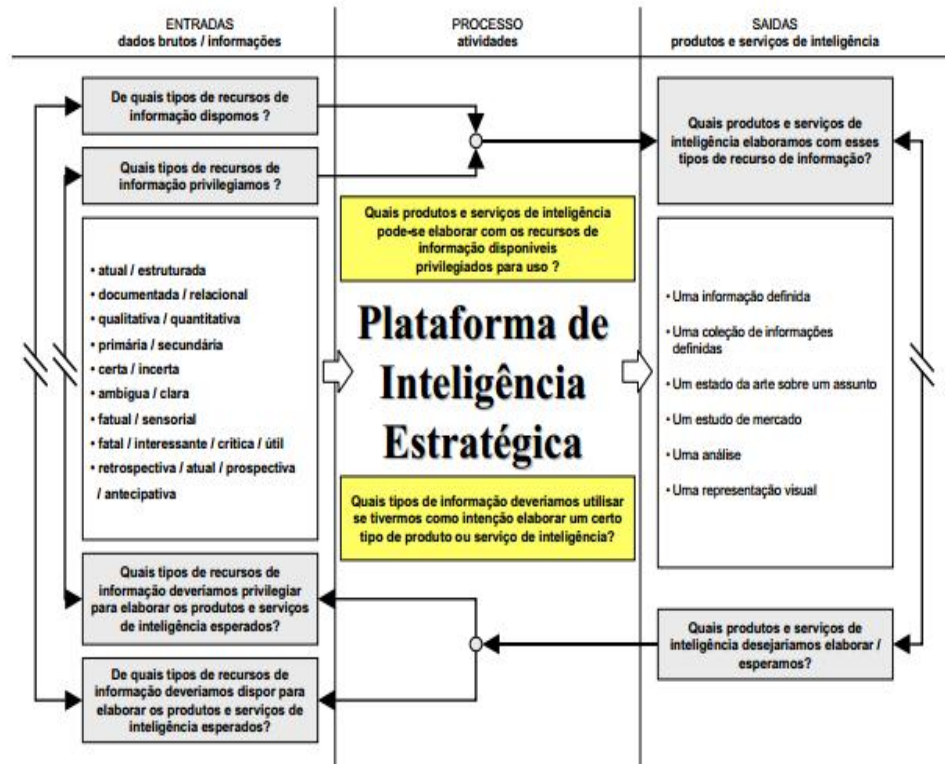 ENTRADAS
dados brutos / informações
PROCESSO
atividades
SAIDAS
produtos e serviços de inteligência
De quais tipos de recursos de
informação dispomos ?
Quais tipos de recursos de
informação privilegiamos ?
• atual / estruturada
• documentada / relacional
• qualitativa / quantitativa
• primária / secundária
• certa / incerta
• ambígua / clara
• fatual / sensorial
• fatal / interessante / crítica / útil
• retrospectiva / atual / prospectiva
/ antecipativa
Quais tipos de recursos de
informação deveríamos privilegiar
para elaborar os produtos e serviços
de inteligência esperados?
De quais tipos de recursos de
informação deveriamos dispor para
elaborar os produtos e serviços de
inteligência esperados?
Quais produtos e serviços de inteligência
pode-se elaborar com os recursos de
informação disponíveis
privilegiados para uso ?
Plataforma de
Inteligência
Estratégica
Quais tipos de informação deveríamos utilisar
se tivermos como intenção elaborar um certo
tipo de produto ou serviço de inteligência?
Quais produtos e serviços de
inteligência elaboramos com esses
tipos de recurso de informação?
• Uma informação definida
• Uma coleção de informações
definidas
• Um estado da arte sobre um assunto
• Um estudo de mercado
• Uma análise
• Uma representação visual
Quais produtos e serviços de
inteligência desejaríamos elaborar /
esperamos?